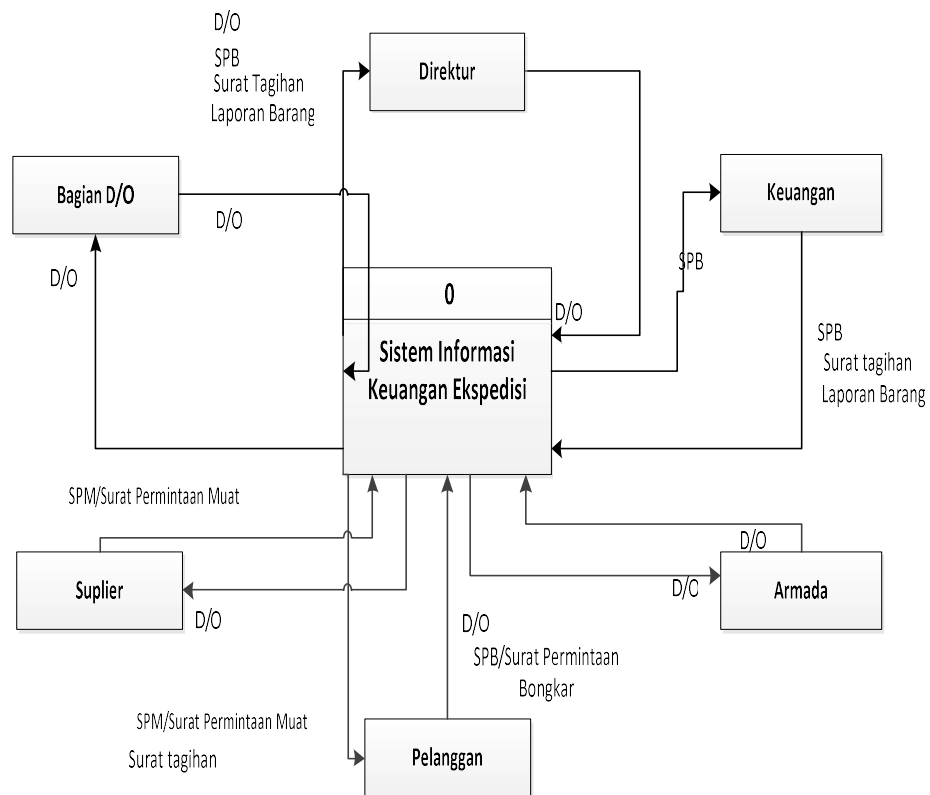 D/O
SPB
Surat Tagihan
Laporan Barang
Direktur
Bagian D/O
D/O
Keuangan
D/O
SPB
0
D/O
Sistem Informasi
Keuangan Ekspedisi
SPB
Surat tagihan
Laporan Barang
SPM/Surat Permintaan Muat
D/O
Suplier
D/O
D/O
Armada
D/O
SPB/Surat Permintaan
Bongkar
SPM/Surat Permintaan Muat
Surat tagihan
Pelanggan